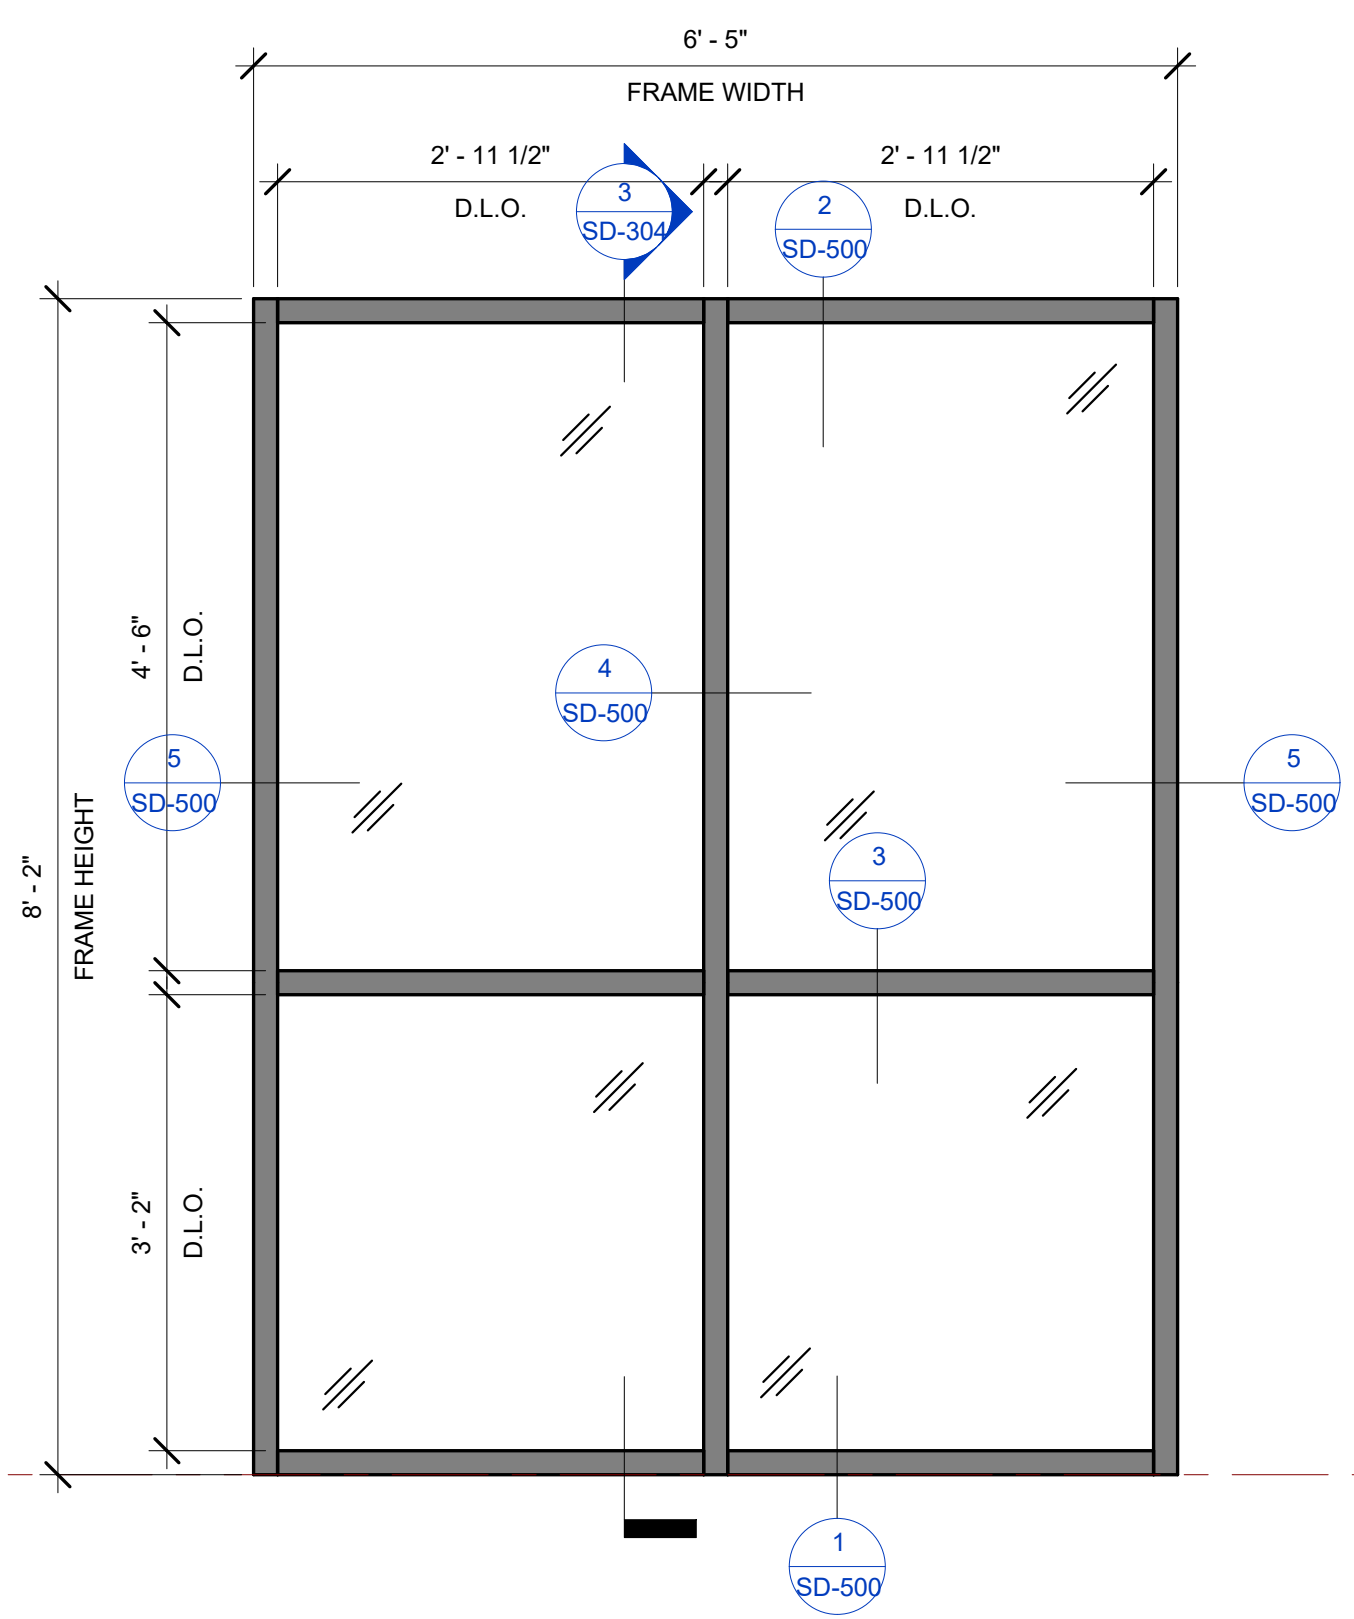 6' - 5"
FRAME WIDTH
2' - 11 1/2"
D.L.O.
2' - 11 1/2"
D.L.O.
3
SD-304
2
SD-500
4' - 6"
D.L.O.
4
SD-500
5
SD-500
5
SD-500
8' - 2"
FRAME HEIGHT
3
SD-500
3' - 2"
D.L.O.
1
SD-500